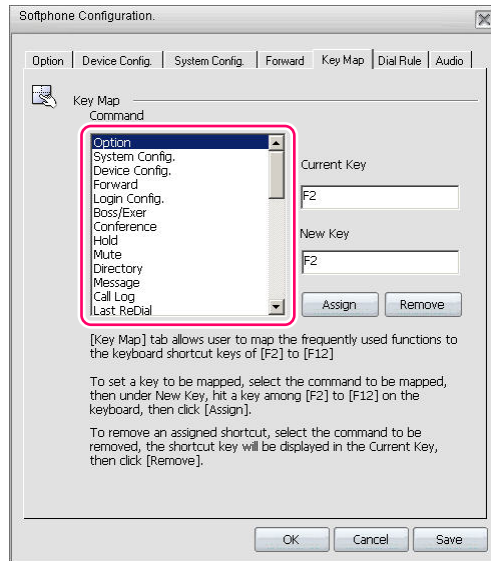 Softphone Configuration.
Option Device Config. System Config. Forward Key Map Dial Rule Audio
Key Map
Command
Option
System Config.
Device Config.
Forward
Login Config.
Boss/Exer
Conference
Hold
Mute
Directory
Message
Call Log
Last ReDial
Current Key
F2
New Key
F2
Assign Remove
[Key Map] tab allows user to map the frequently used functions to
the keyboard shortcut keys of [F2] to [F12]
To set a key to be mapped, select the command to be mapped,
then under New Key, hit a key among [F2] to [F12] on the
keyboard, then click [Assign].
To remove an assigned shortcut, select the command to be
removed, the shortcut key will be displayed in the Current Key,
then click [Remove].
OK Cancel Save